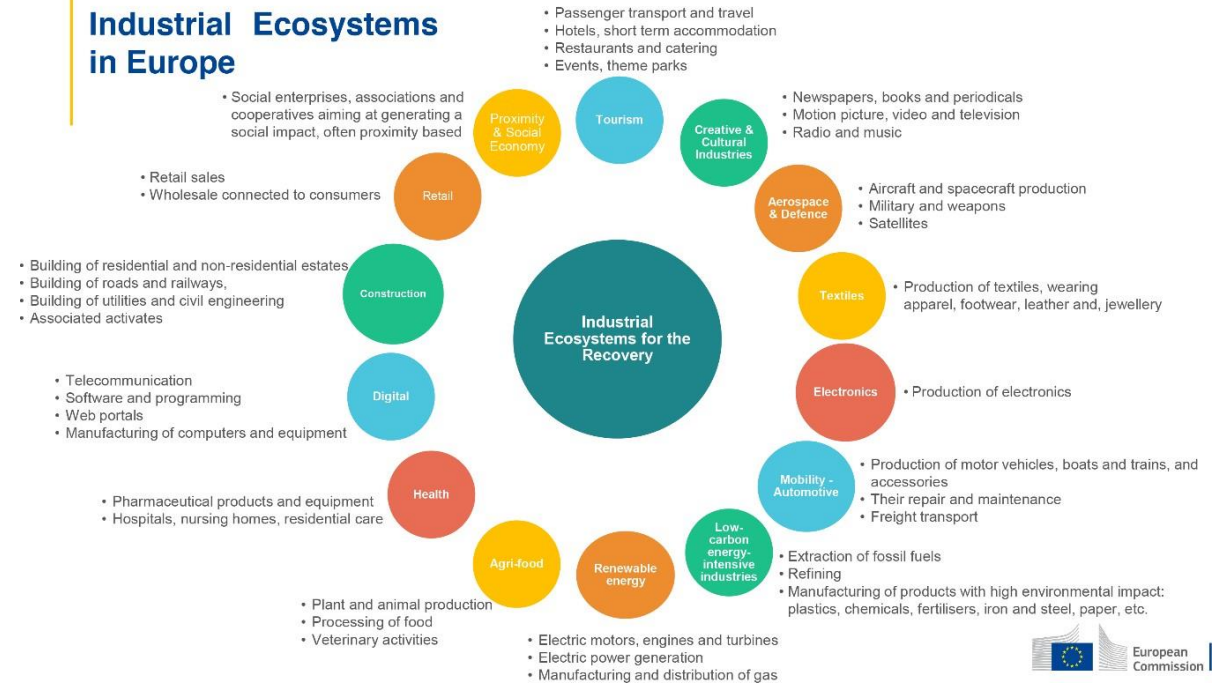 Industrial Ecosystems
in Europe
• Passenger transport and travel
• Hotels, short term accommodation
• Restaurants and catering
• Events, theme parks
Tourism
• Newspapers, books and periodicals
• Motion picture, video and television
• Radio and music
Creative &
Cultural
Industries
• Aircraft and spacecraft production
• Military and weapons
• Satellites
Aerospace
& Defence
• Production of textiles, wearing
apparel, footwear, leather and, jewellery
Textiles
• Production of electronics
Electronics
• Production of motor vehicles, boats and trains, and
accessories
• Their repair and maintenance
• Freight transport
Mobility -
Automotive
• Extraction of fossil fuels
• Refining
• Manufacturing of products with high environmental impact:
plastics, chemicals, fertilisers, iron and steel, paper, etc.
Low-
carbon
energy-
intensive
industries
Renewable
energy
• Electric motors, engines and turbines
• Electric power generation
• Manufacturing and distribution of gas
Agri-food
• Plant and animal production
• Processing of food
• Veterinary activities
Health
• Pharmaceutical products and equipment
• Hospitals, nursing homes, residential care
Digital
• Telecommunication
• Software and programming
• Web portals
• Manufacturing of computers and equipment
Construction
• Building of residential and non-residential estates
• Building of roads and railways,
• Building of utilities and civil engineering
• Associated activates
Retail
• Retail sales
• Wholesale connected to consumers
Proximity
& Social
Economy
• Social enterprises, associations and
cooperatives aiming at generating a
social impact, often proximity based
Industrial
Ecosystems for the
Recovery
European
Commission